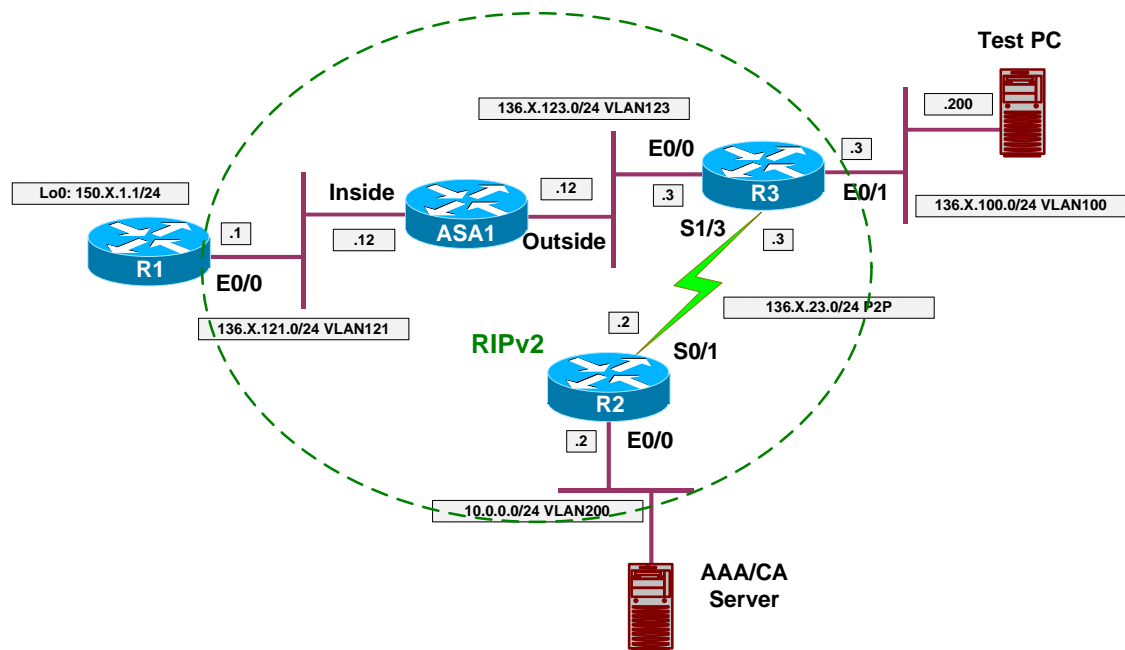 Test PC
136.X.123.0/24 VLAN123
.200
E0/0
.3
Lo0: 150.X.1.1/24
Inside
.12
.3
R3
E0/1
.1
.12
ASA1
Outside
S1/3
.3
136.X.100.0/24 VLAN100
R1
E0/0
136.X.23.0/24 P2P
136.X.121.0/24 VLAN121
.2
RIPv2
S0/1
R2
.2
E0/0
10.0.0.0/24 VLAN200
AAA/CA
Server